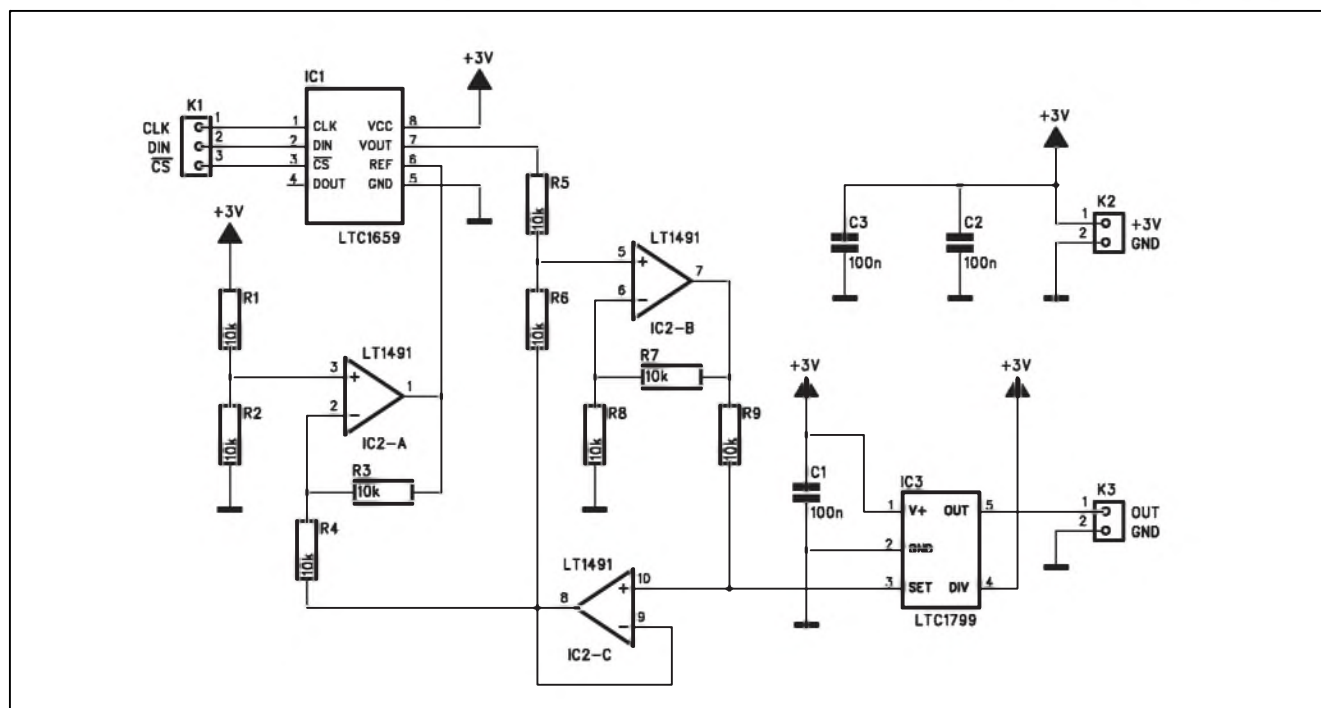 +3V
IC1
K1
CLK
DIN
CS
1
2
3
1
2
3
4
CLK
DIN
CS
DOUT
VCC
VOUT
REF
GND
8
7
6
5
LTC1659
+3V
R1
10k
R2
10k
LT1491
3
+
2
−
1
IC2-A
R3
10k
R4
10k
R5
10k
R6
10k
LT1491
5
+
6
−
7
IC2-B
R7
10k
R8
10k
R9
10k
LT1491
8
10
+
9
−
IC2-C
+3V
C3
100n
C2
100n
K2
1
2
+3V
GND
+3V
+3V
C1
100n
IC3
1
2
3
V+
GND
SET
OUT
DIV
5
4
LTC1799
K3
1
2
OUT
GND